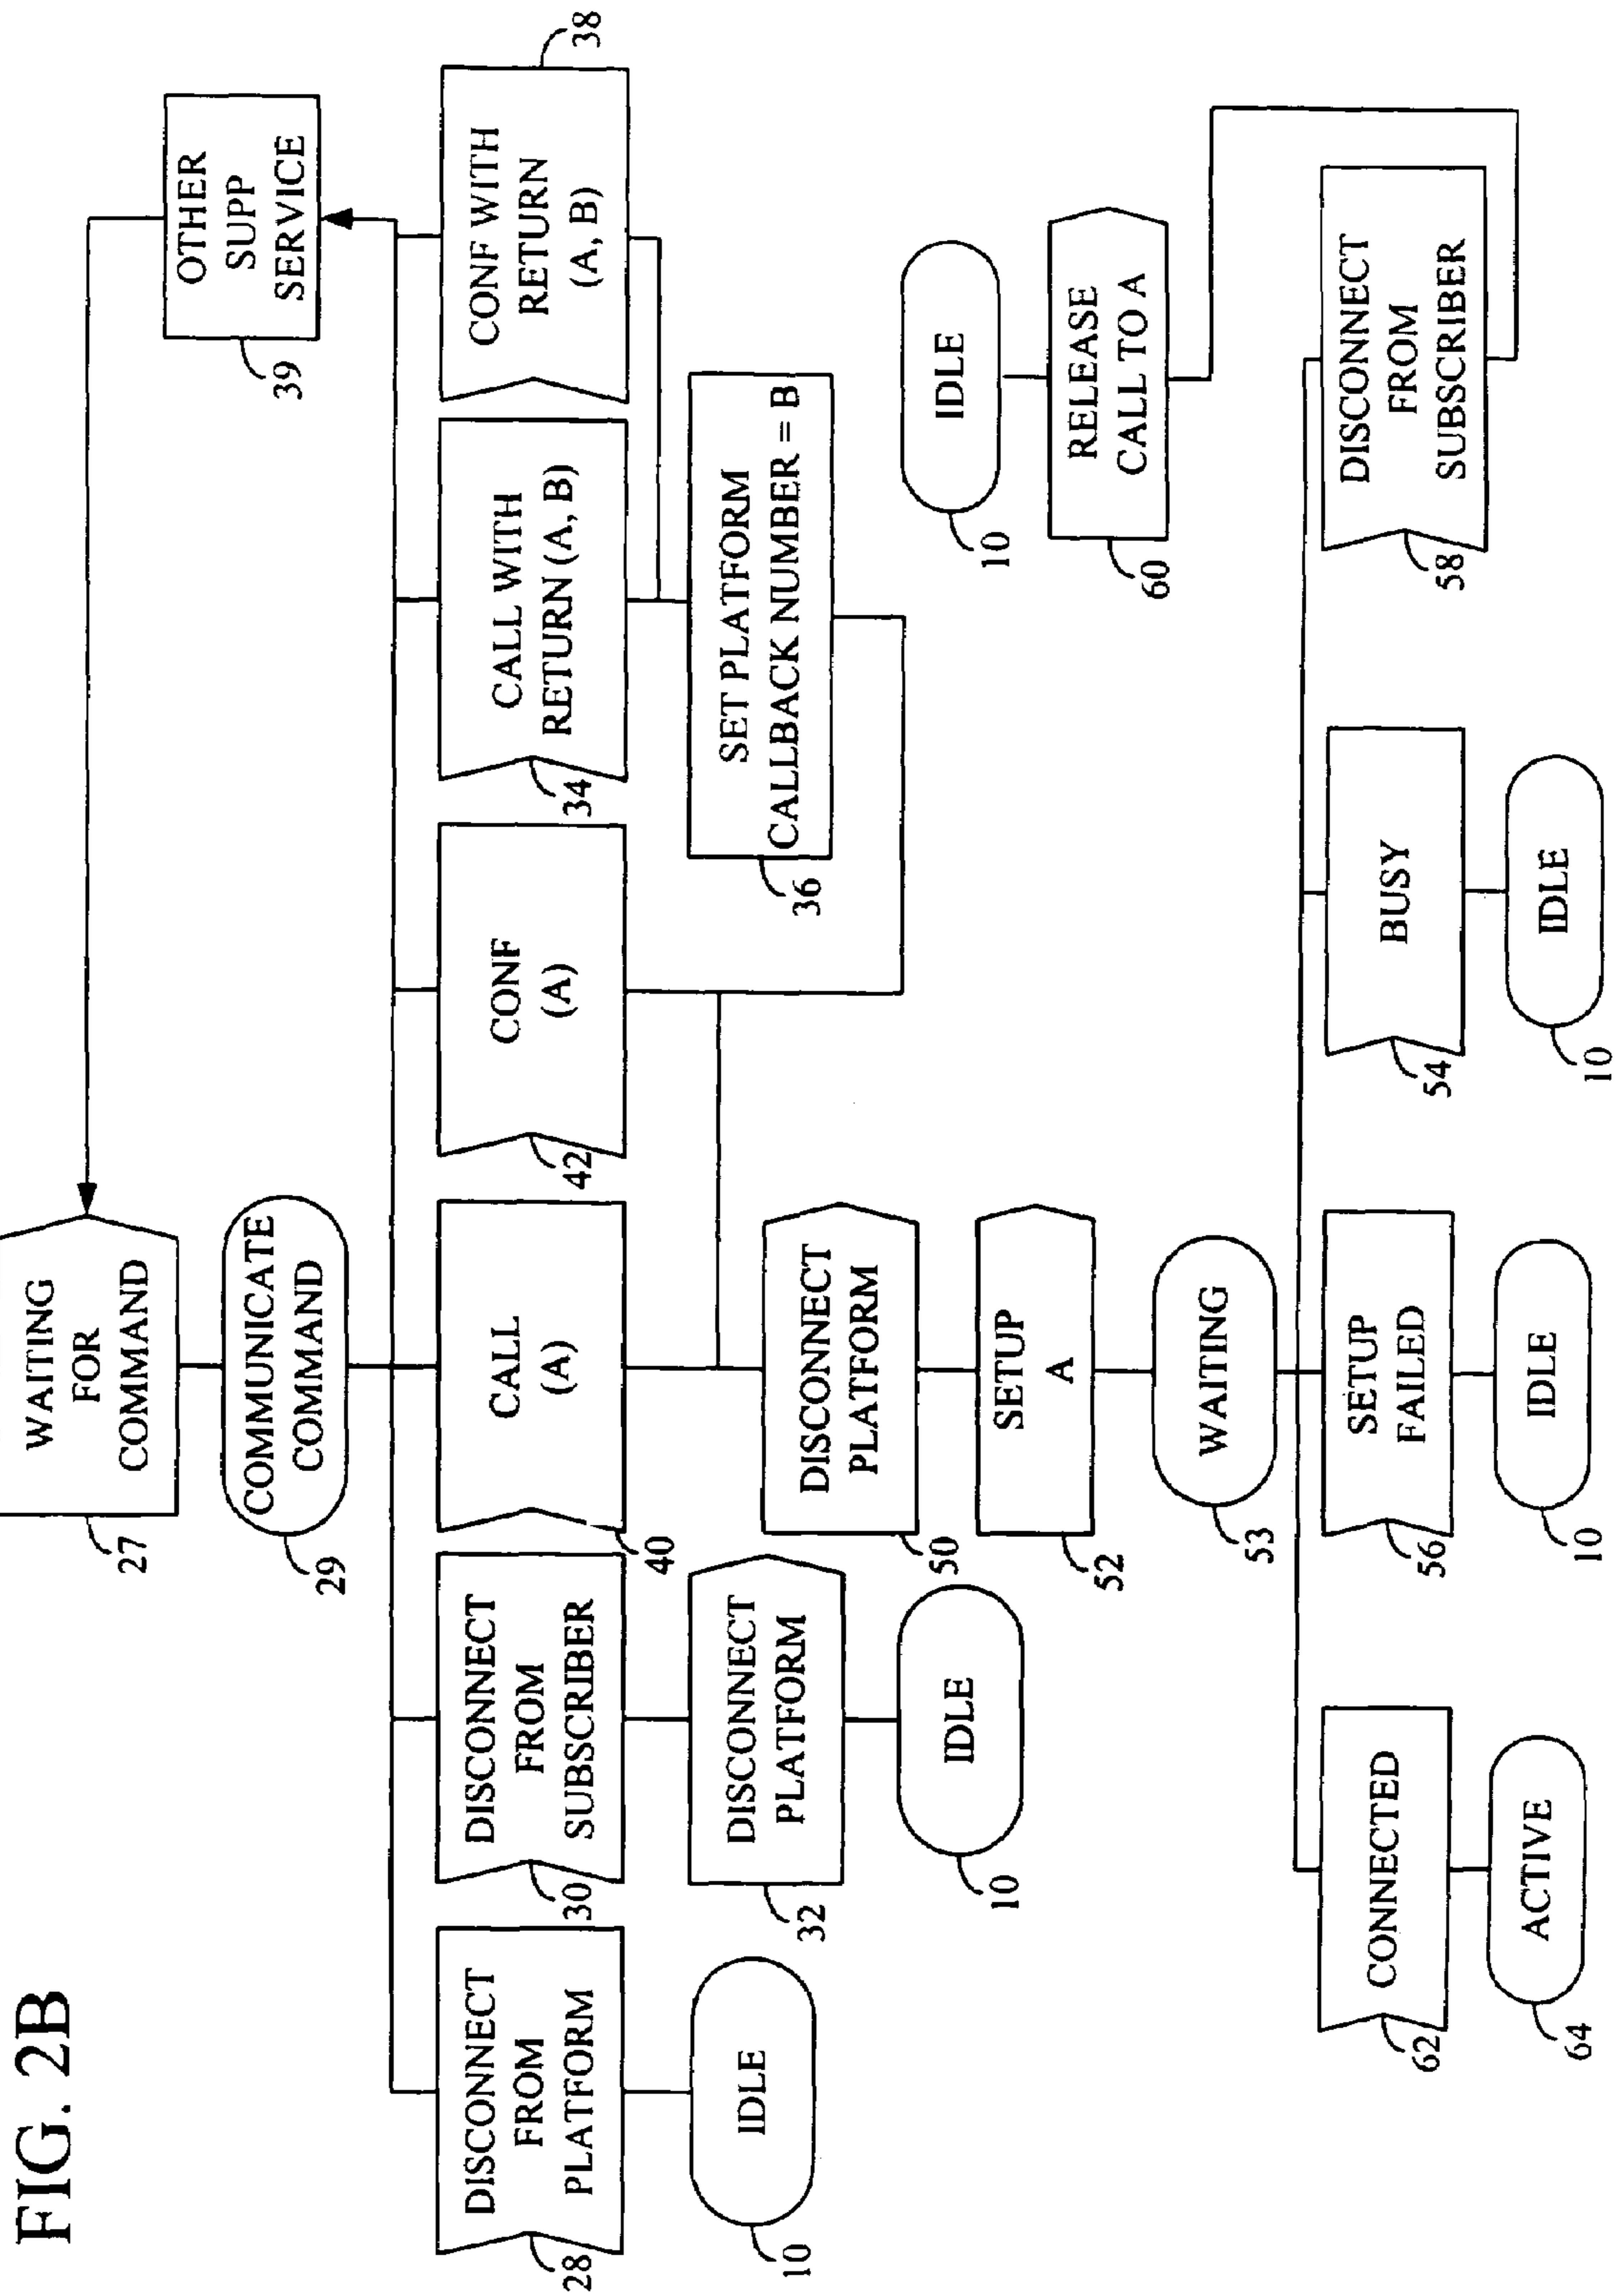 FIG. 2B
WAITING
FOR
COMMAND
27
COMMUNICATE
COMMAND
29
OTHER
SUPP
SERVICE
39
DISCONNECT
FROM
PLATFORM
28
IDLE
10
DISCONNECT
FROM
SUBSCRIBER
30
DISCONNECT
PLATFORM
32
IDLE
10
CALL
(A)
40
CONF
(A)
42
CALL WITH
RETURN (A, B)
34
CONF WITH
RETURN
(A, B)
38
SET PLATFORM
CALLBACK NUMBER = B
36
DISCONNECT
PLATFORM
50
SETUP
A
52
WAITING
53
IDLE
10
RELEASE
CALL TO A
60
CONNECTED
62
ACTIVE
64
SETUP
FAILED
56
IDLE
10
BUSY
54
IDLE
10
DISCONNECT
FROM
SUBSCRIBER
58